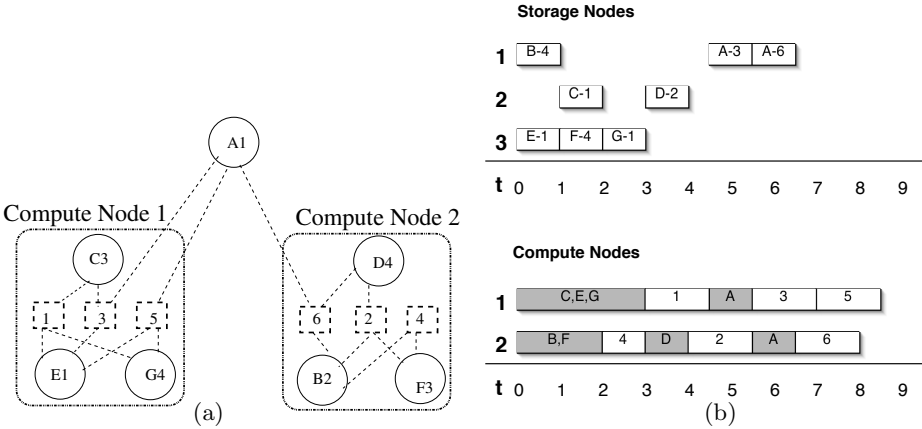 A1
Compute Node 1
Compute Node 2
C3
D4
1 3 5
6 2 4
E1 G4
B2 F3
(a)
Storage Nodes
1 B-4 A-3 A-6
2 C-1 D-2
3 E-1 F-4 G-1
t 0 1 2 3 4 5 6 7 8 9
Compute Nodes
1 C,E,G 1 A 3 5
2 B,F 4 D 2 A 6
t 0 1 2 3 4 5 6 7 8 9
(b)